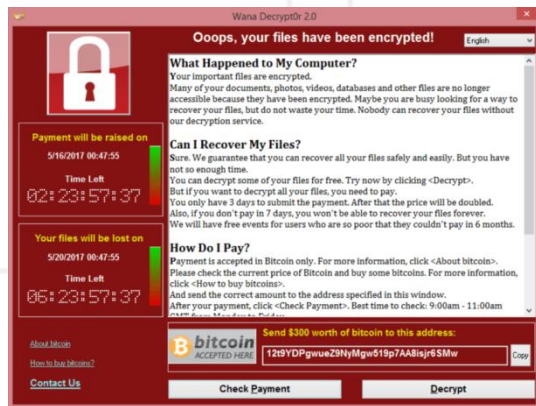 Wana Decrypt0r 2.0
Ooops, your files have been encrypted!
English
What Happened to My Computer?
Your important files are encrypted.
Many of your documents, photos, videos, databases and other files are no longer
accessible because they have been encrypted. Maybe you are busy looking for a way to
recover your files, but do not waste your time. Nobody can recover your files without
our decryption service.
Can I Recover My Files?
Sure. We guarantee that you can recover all your files safely and easily. But you have
not so enough time.
You can decrypt some of your files for free. Try now by clicking <Decrypt>.
But if you want to decrypt all your files, you need to pay.
You only have 3 days to submit the payment. After that the price will be doubled.
Also, if you don't pay in 7 days, you won't be able to recover your files forever.
We will have free events for users who are so poor that they couldn't pay in 6 months.
How Do I Pay?
Payment is accepted in Bitcoin only. For more information, click <About bitcoin>.
Please check the current price of Bitcoin and buy some bitcoins. For more information,
click <How to buy bitcoins>.
And send the correct amount to the address specified in this window.
After your payment, click <Check Payment>. Best time to check: 9:00am - 11:00am
GMT from Monday to Friday.
Payment will be raised on
5/16/2017 00:47:55
Time Left
02:23:57:37
Your files will be lost on
5/20/2017 00:47:55
Time Left
06:23:57:37
About bitcoin
How to buy bitcoins?
Contact Us
bitcoin
ACCEPTED HERE
Send $300 worth of bitcoin to this address:
12t9YDPgwueZ9NyMgw519p7AA8isjr6SMw
Copy
Check Payment
Decrypt